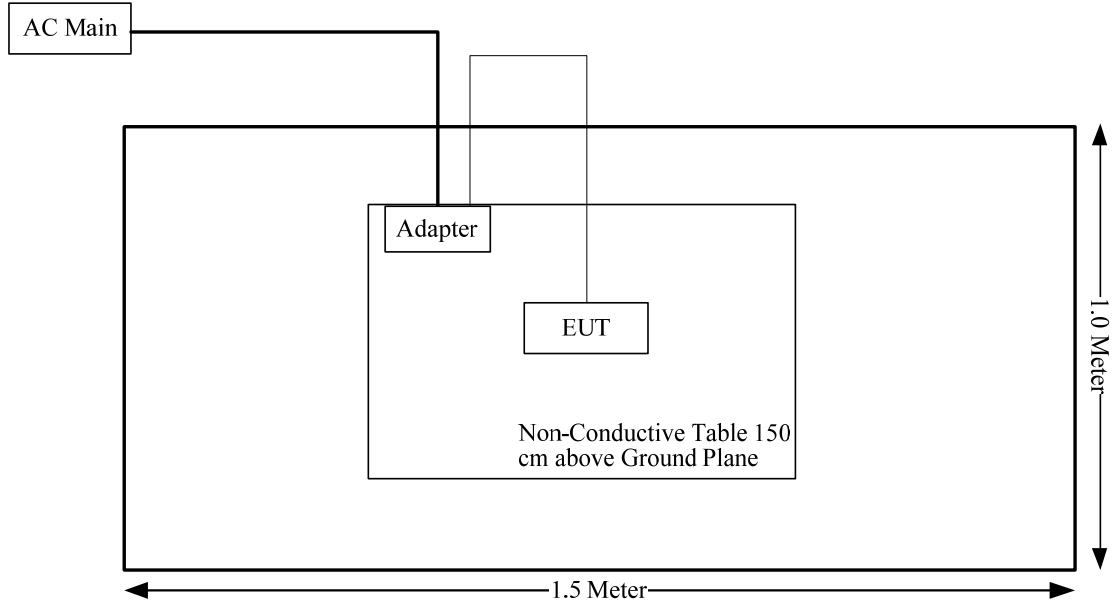 AC Main
Adapter
EUT
Non-Conductive Table 150
cm above Ground Plane
1.0 Meter
1.5 Meter